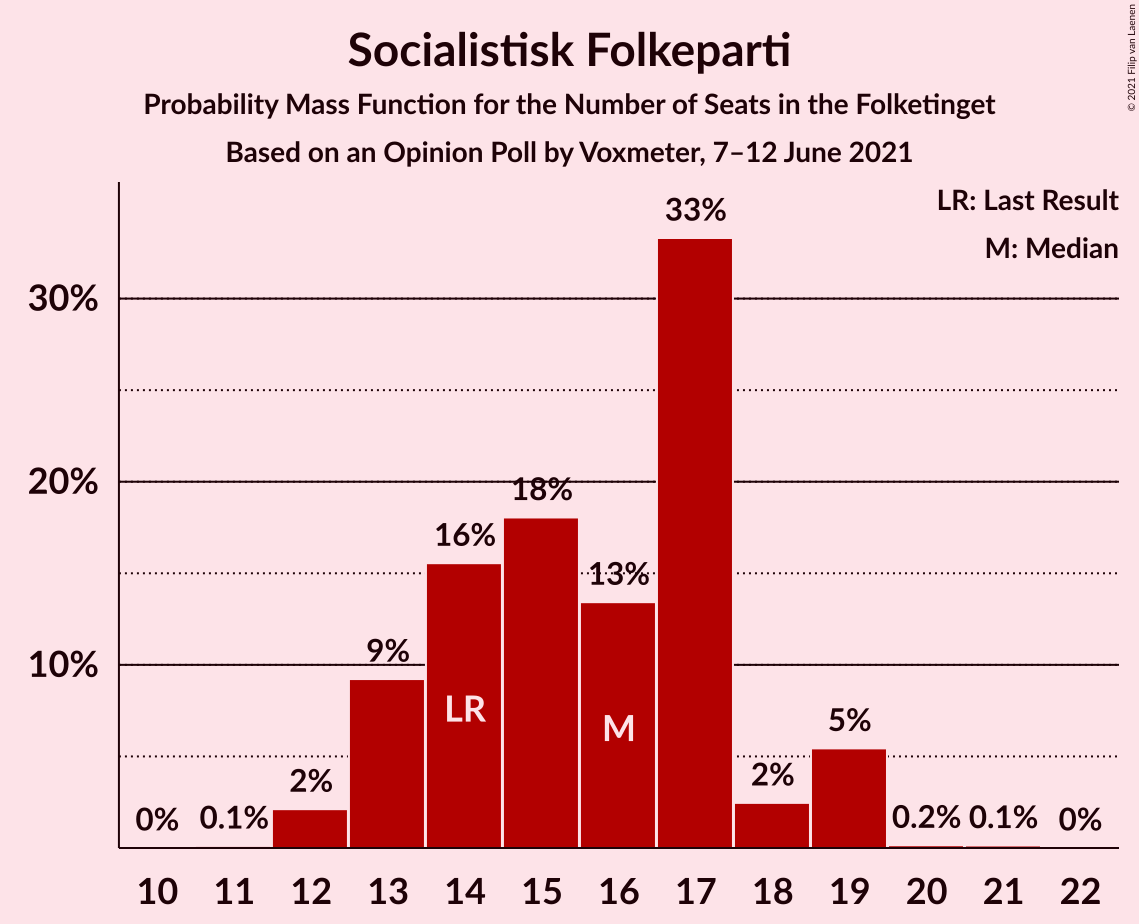 Socialistisk Folkeparti
Probability Mass Function for the Number of Seats in the Folketinget
Based on an Opinion Poll by Voxmeter, 7–12 June 2021
© 2021 Filip van Laenen
LR: Last Result
M: Median
33%
30%
20%
18%
16%
13%
10%
9%
LR
M
5%
2%
2%
0%
0.1%
0.2%
0.1%
0%
10 11 12 13 14 15 16 17 18 19 20 21 22